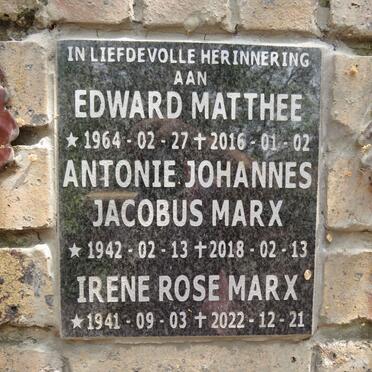 IN LIEFDEVOLLE HERINNERING
AAN
EDWARD MATTHEE
★ 1964 - 02 - 27 ✝ 2016 - 01 - 02
ANTONIE JOHANNES
JACOBUS MARX
★ 1942 - 02 - 13 ✝ 2018 - 02 - 13
IRENE ROSE MARX
★ 1941 - 09 - 03 ✝ 2022 - 12 - 21